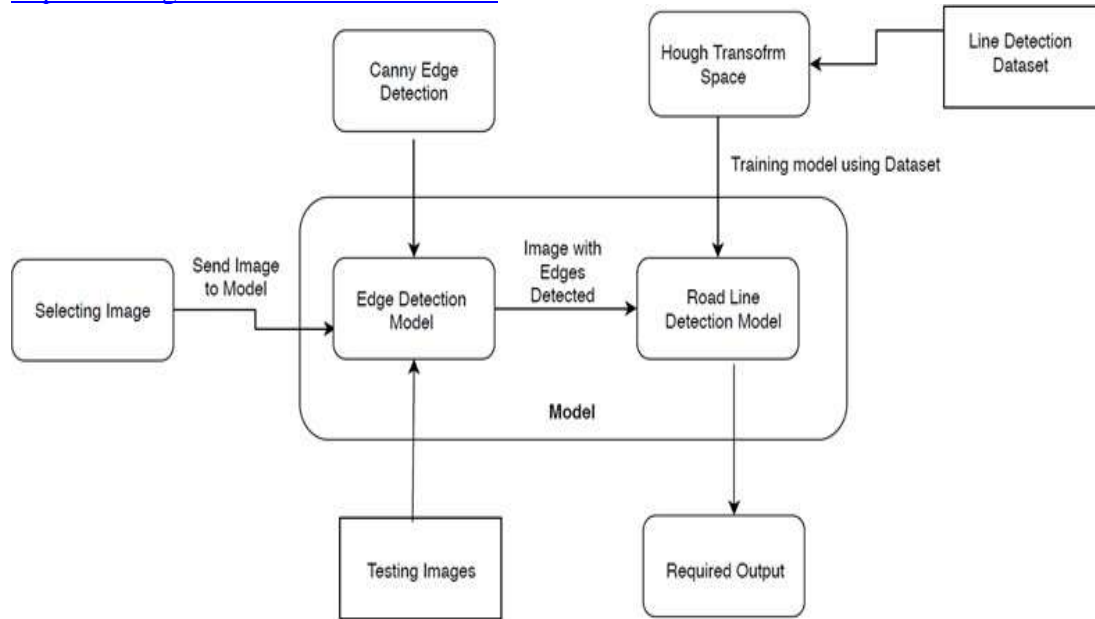 Canny Edge
Detection
Hough Transofrm
Space
Line Detection
Dataset
Training model using Dataset
Selecting Image
Send Image
to Model
Edge Detection
Model
Image with
Edges
Detected
Road Line
Detection Model
Model
Testing Images
Required Output